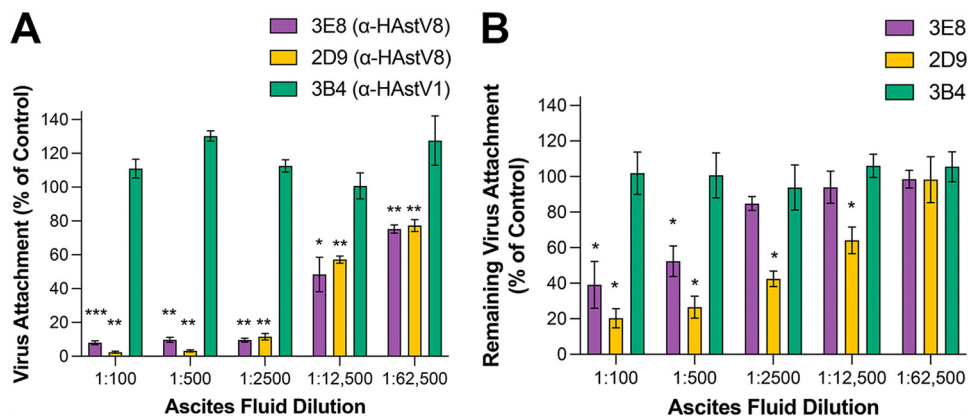 A
3E8 (α-HAstV8)
2D9 (α-HAstV8)
3B4 (α-HAstV1)
Virus Attachment (% of Control)
140
120
100
80
60
40
20
0
*** ** ** ** ** ** * ** ** **
1:100 1:500 1:2500 1:12,500 1:62,500
Ascites Fluid Dilution
B
3E8
2D9
3B4
Remaining Virus Attachment
(% of Control)
140
120
100
80
60
40
20
0
* * * * * *
1:100 1:500 1:2500 1:12,500 1:62,500
Ascites Fluid Dilution